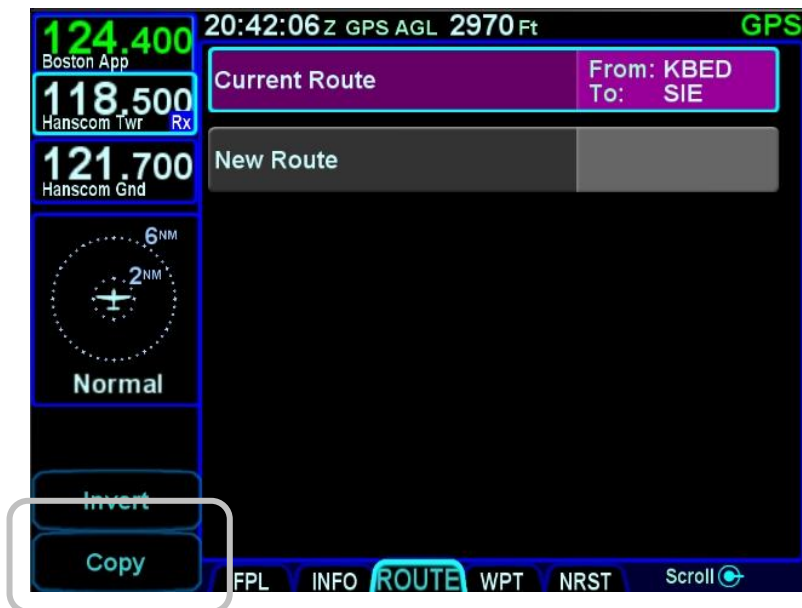 124.400
Boston App
118.500
Hanscom Twr Rx
121.700
Hanscom Gnd
6NM
2NM
Normal
Invert
Copy
20:42:06 Z GPS AGL 2970 Ft GPS
Current Route
From: KBED
To: SIE
New Route
FPL INFO ROUTE WPT NRST Scroll